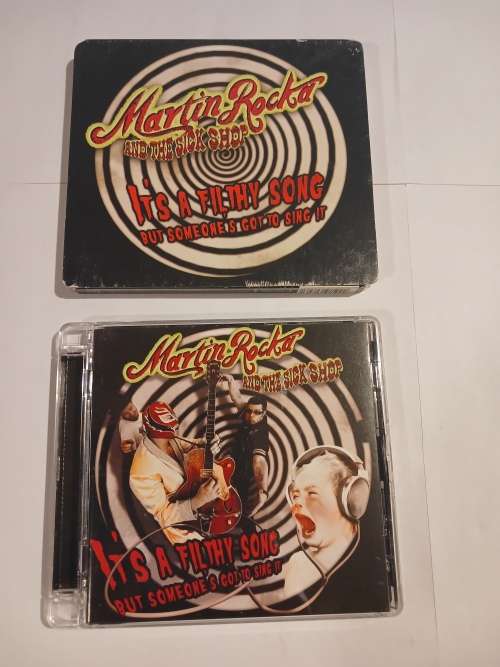 Martin Rocka
AND THE SICK SHOP
IT'S A FILTHY SONG
BUT SOMEONE'S GOT TO SING IT
Martin Rocka
AND THE SICK SHOP
IT'S A FILTHY SONG
BUT SOMEONE'S GOT TO SING IT